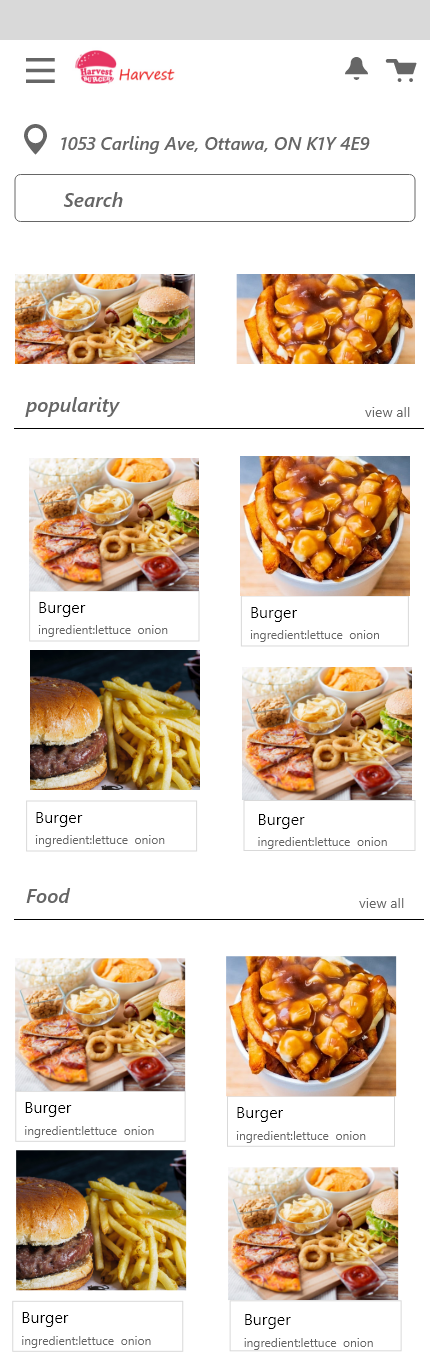 Harvest
BURGER
Harvest
1053 Carling Ave, Ottawa, ON K1Y 4E9
Search
popularity
view all
Burger
ingredient:lettuce onion
Burger
ingredient:lettuce onion
Burger
ingredient:lettuce onion
Burger
ingredient:lettuce onion
Food
view all
Burger
ingredient:lettuce onion
Burger
ingredient:lettuce onion
Burger
ingredient:lettuce onion
Burger
ingredient:lettuce onion